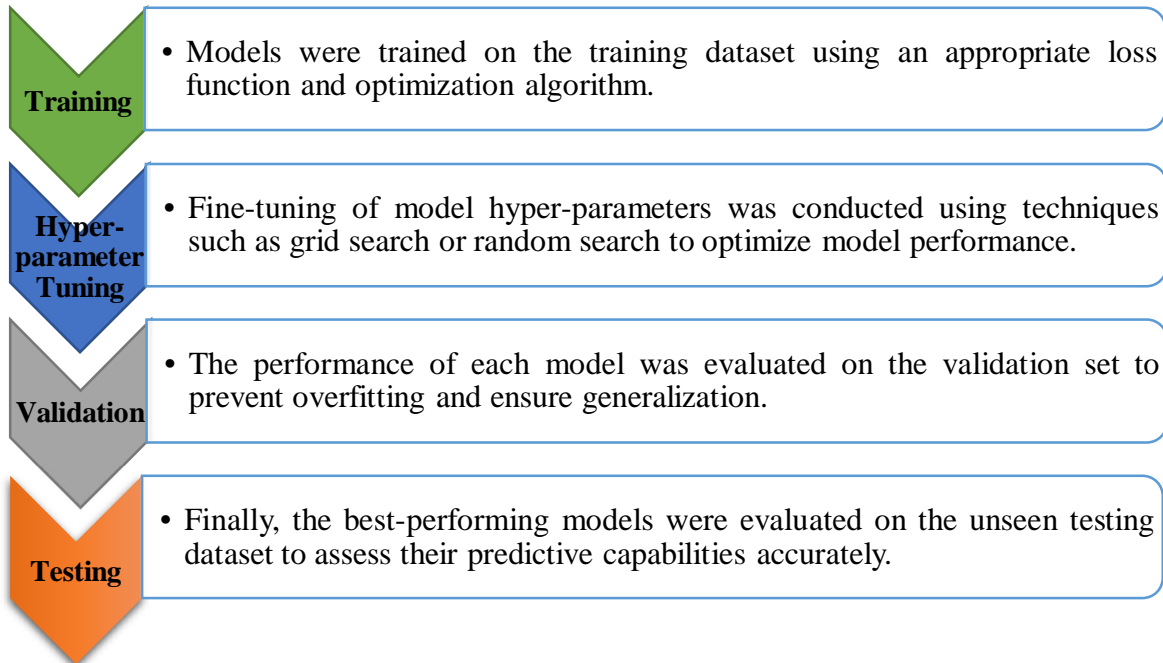 Training
• Models were trained on the training dataset using an appropriate loss
function and optimization algorithm.
Hyper-
parameter
Tuning
• Fine-tuning of model hyper-parameters was conducted using techniques
such as grid search or random search to optimize model performance.
Validation
• The performance of each model was evaluated on the validation set to
prevent overfitting and ensure generalization.
Testing
• Finally, the best-performing models were evaluated on the unseen testing
dataset to assess their predictive capabilities accurately.